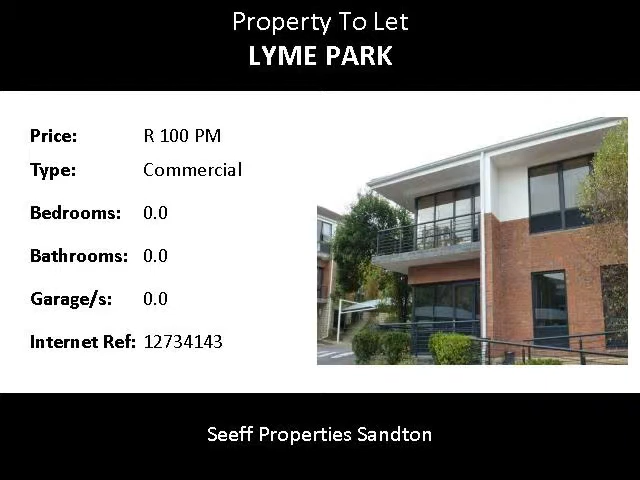 Property To Let
LYME PARK
Price: R 100 PM
Type: Commercial
Bedrooms: 0.0
Bathrooms: 0.0
Garage/s: 0.0
Internet Ref: 12734143
Seeff Properties Sandton